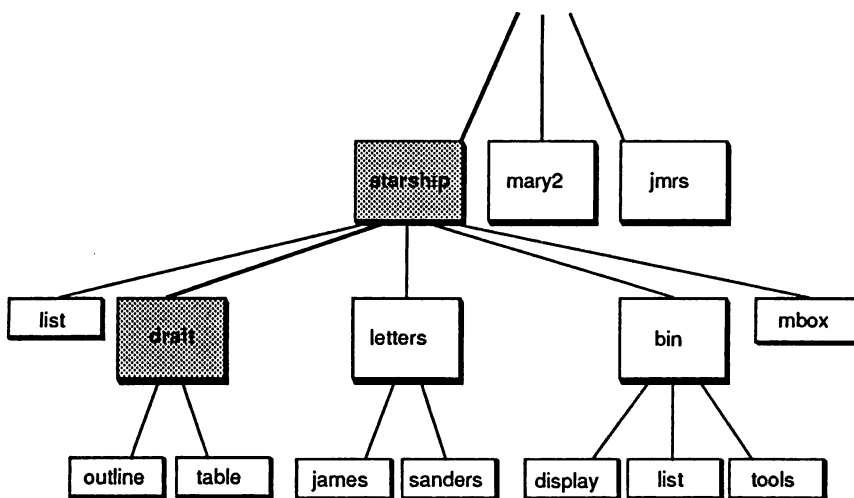 starship
mary2
jmrs
list
draft
letters
bin
mbox
outline
table
james
sanders
display
list
tools